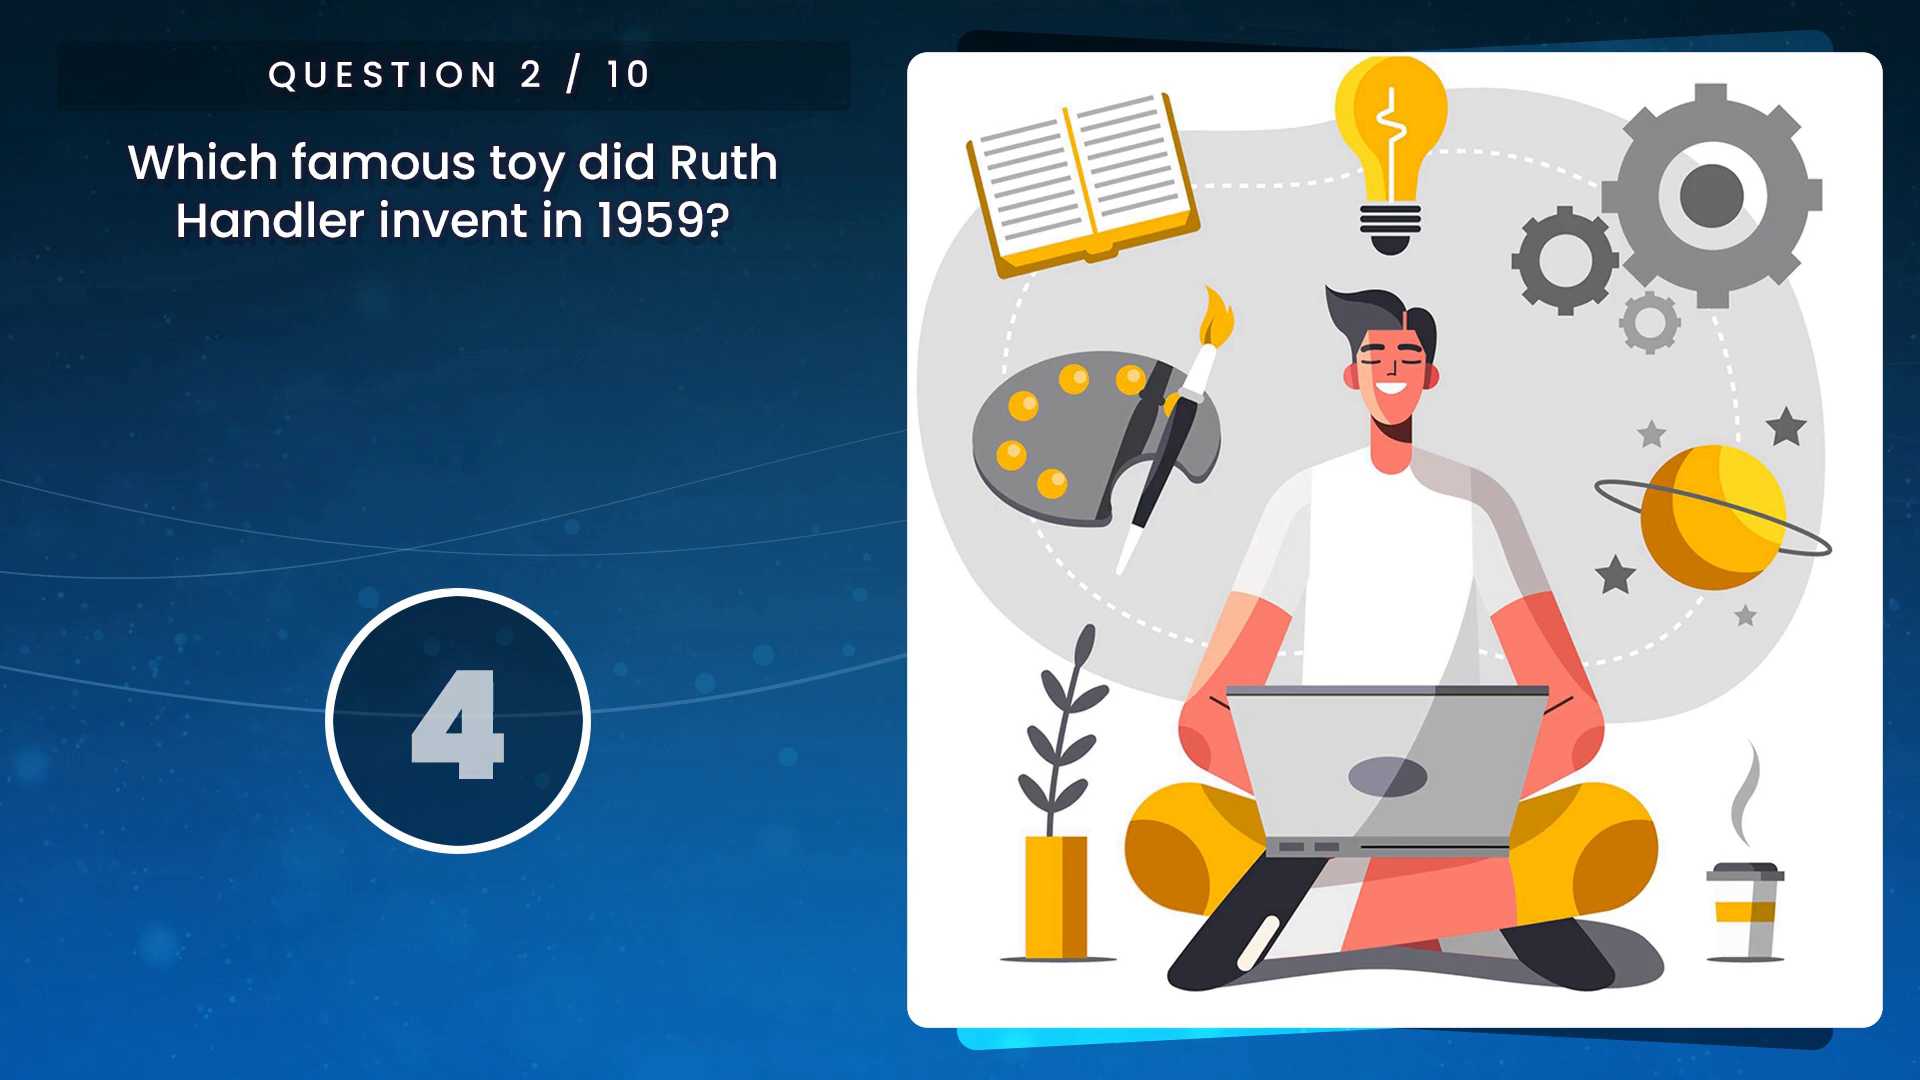 QUESTION 2 / 10
Which famous toy did Ruth
Handler invent in 1959?
4